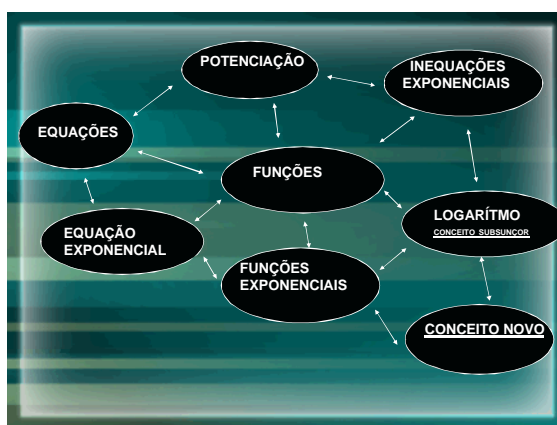 POTENCIAÇÃO
INEQUAÇÕES
EXPONENCIAIS
EQUAÇÕES
FUNÇÕES
EQUAÇÃO
EXPONENCIAL
LOGARÍTMO
CONCEITO SUBSUNÇOR
FUNÇÕES
EXPONENCIAIS
CONCEITO NOVO